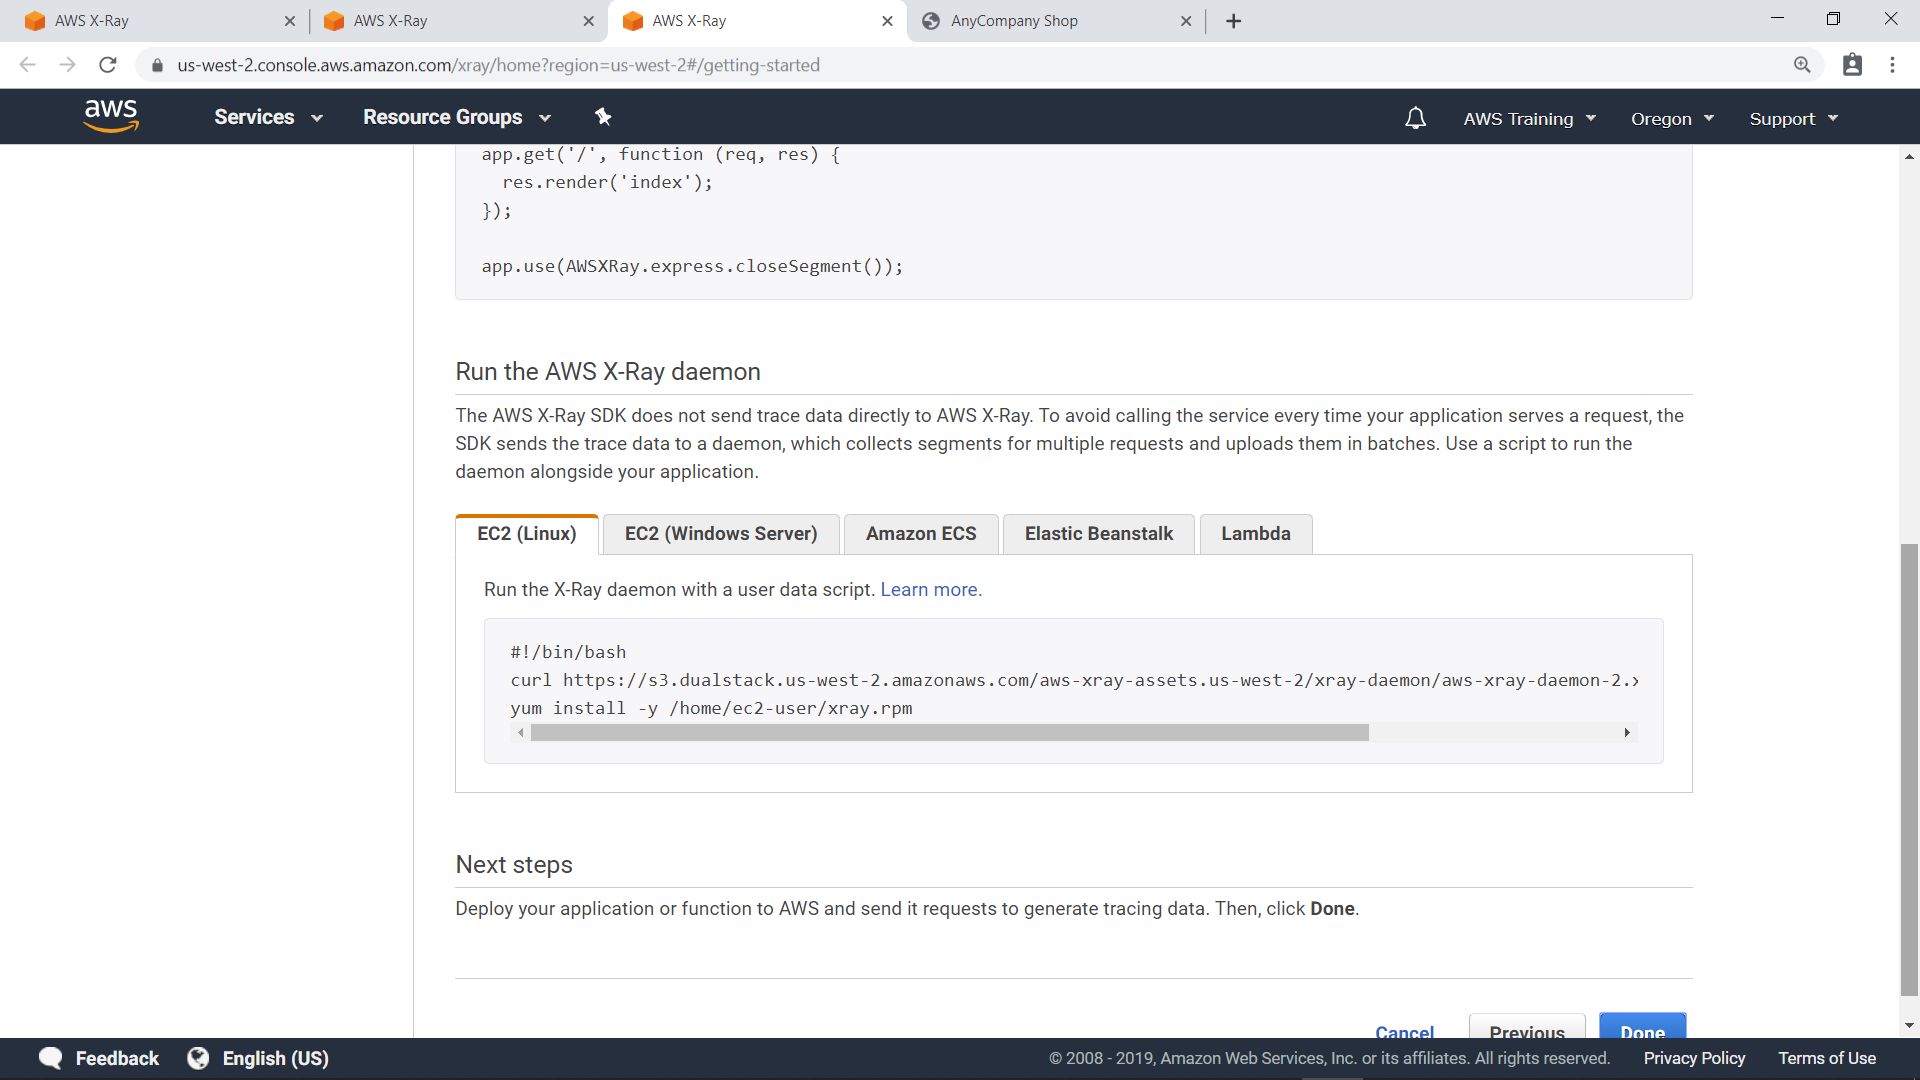 AWS X-Ray
AWS X-Ray
AWS X-Ray
AnyCompany Shop
us-west-2.console.aws.amazon.com/xray/home?region=us-west-2#/getting-started
aws
Services
Resource Groups
AWS Training
Oregon
Support
app.get('/', function (req, res) {
res.render('index');
});
app.use(AWSXRay.express.closeSegment());
Run the AWS X-Ray daemon
The AWS X-Ray SDK does not send trace data directly to AWS X-Ray. To avoid calling the service every time your application serves a request, the
SDK sends the trace data to a daemon, which collects segments for multiple requests and uploads them in batches. Use a script to run the
daemon alongside your application.
EC2 (Linux)
EC2 (Windows Server)
Amazon ECS
Elastic Beanstalk
Lambda
Run the X-Ray daemon with a user data script. Learn more.
#!/bin/bash
curl https://s3.dualstack.us-west-2.amazonaws.com/aws-xray-assets.us-west-2/xray-daemon/aws-xray-daemon-2.
yum install -y /home/ec2-user/xray.rpm
Next steps
Deploy your application or function to AWS and send it requests to generate tracing data. Then, click Done.
Cancel
Previous
Done
Feedback
English (US)
© 2008 - 2019, Amazon Web Services, Inc. or its affiliates. All rights reserved.
Privacy Policy
Terms of Use